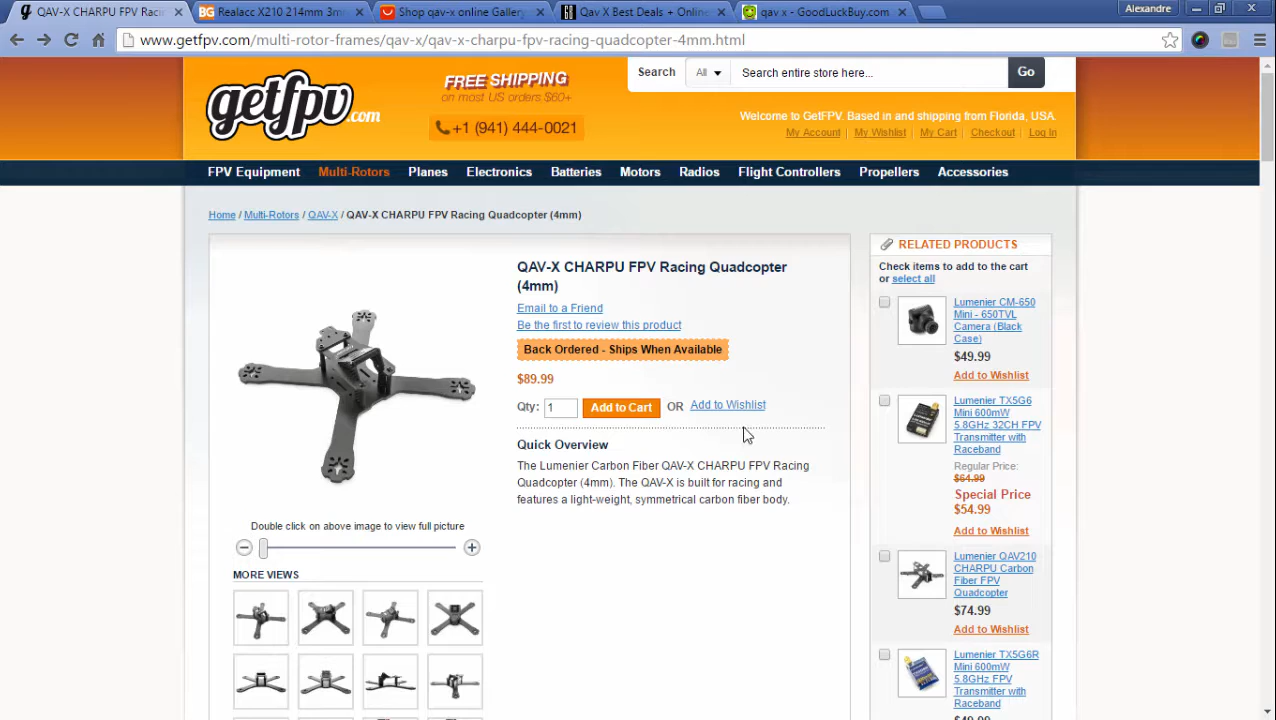 QAV-X CHARPU FPV Racin
Realacc X210 214mm 3mm
Shop qav-x online Gallery
Qav X Best Deals + Online
qav x - GoodLuckBuy.com
Alexandre
www.getfpv.com/multi-rotor-frames/qav-x/qav-x-charpu-fpv-racing-quadcopter-4mm.html
getfpv.com
FREE SHIPPING
on most US orders $60+
+1 (941) 444-0021
Search All Search entire store here... Go
Welcome to GetFPV. Based in and shipping from Florida, USA.
My Account My Wishlist My Cart Checkout Log In
FPV Equipment Multi-Rotors Planes Electronics Batteries Motors Radios Flight Controllers Propellers Accessories
Home / Multi-Rotors / QAV-X / QAV-X CHARPU FPV Racing Quadcopter (4mm)
QAV-X CHARPU FPV Racing Quadcopter
(4mm)
Email to a Friend
Be the first to review this product
Back Ordered - Ships When Available
$89.99
Qty: 1 Add to Cart OR Add to Wishlist
Quick Overview
The Lumenier Carbon Fiber QAV-X CHARPU FPV Racing
Quadcopter (4mm). The QAV-X is built for racing and
features a light-weight, symmetrical carbon fiber body.
Double click on above image to view full picture
MORE VIEWS
RELATED PRODUCTS
Check items to add to the cart
or select all
Lumenier CM-650
Mini - 650TVL
Camera (Black
Case)
$49.99
Add to Wishlist
Lumenier TX5G6
Mini 600mW
5.8GHz 32CH FPV
Transmitter with
Raceband
Regular Price:
$64.99
Special Price
$54.99
Add to Wishlist
Lumenier QAV210
CHARPU Carbon
Fiber FPV
Quadcopter
$74.99
Add to Wishlist
Lumenier TX5G6R
Mini 600mW
5.8GHz FPV
Transmitter with
Raceband